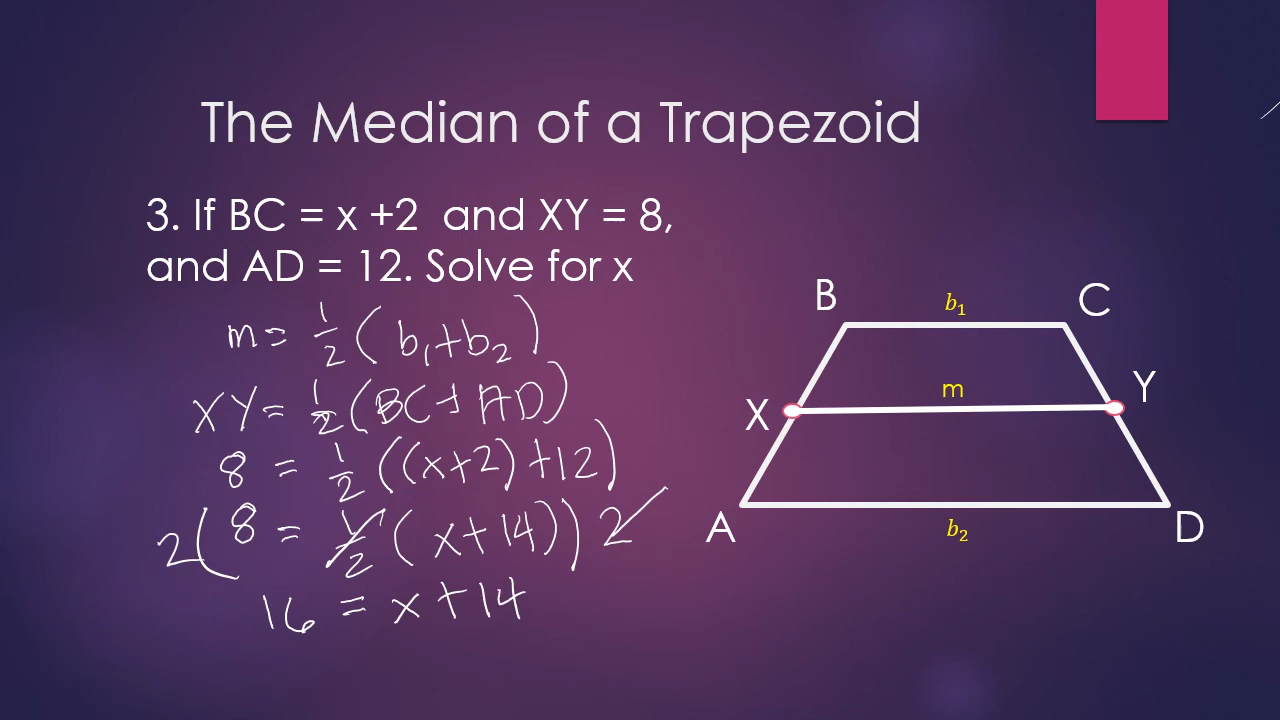 The Median of a Trapezoid
3. If BC = x +2 and XY = 8,
and AD = 12. Solve for x
m = 1/2 (b₁+b₂)
XY = 1/2 (BC + AD)
8 = 1/2 ((x+2)+12)
2(8 = 1/2 (x+14))2
16 = x+14
B
b₁
C
X
m
Y
A
b₂
D